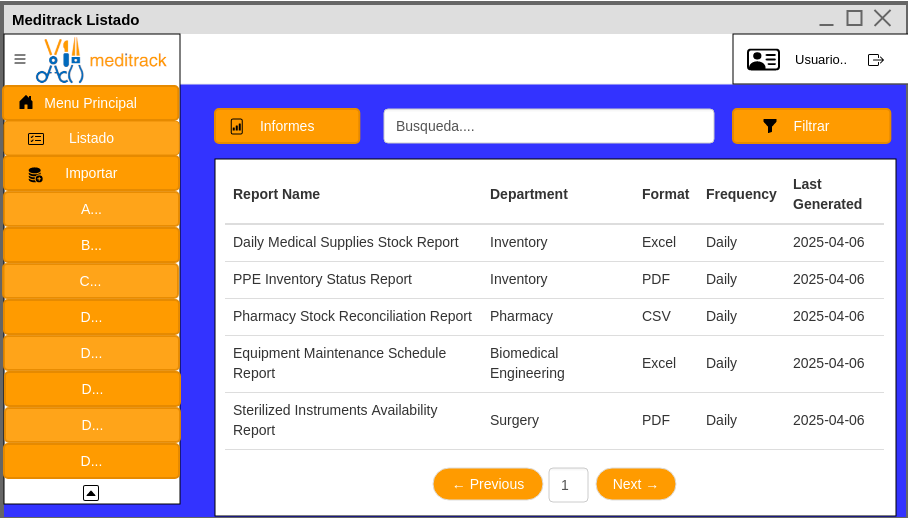 Meditrack Listado
meditrack
Usuario..
Menu Principal
Listado
Importar
A...
B...
C...
D...
D...
D...
D...
D...
Informes
Busqueda....
Filtrar
Report Name Department Format Frequency Last
Generated
Daily Medical Supplies Stock Report Inventory Excel Daily 2025-04-06
PPE Inventory Status Report Inventory PDF Daily 2025-04-06
Pharmacy Stock Reconciliation Report Pharmacy CSV Daily 2025-04-06
Equipment Maintenance Schedule Biomedical
Report Engineering Excel Daily 2025-04-06
Sterilized Instruments Availability
Report Surgery PDF Daily 2025-04-06
← Previous 1 Next →